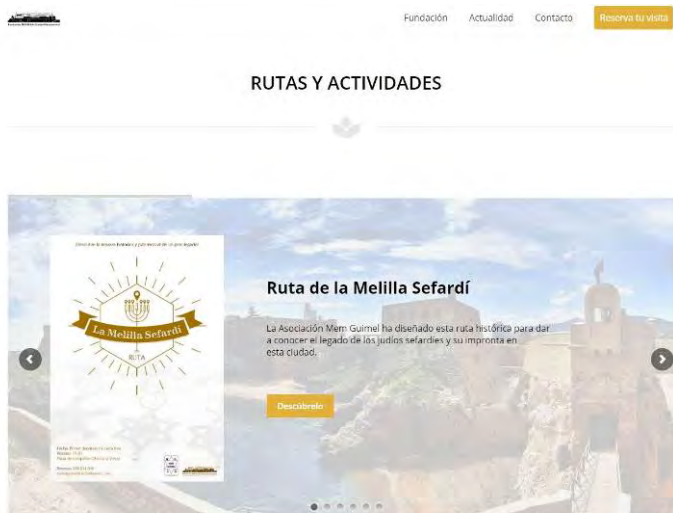 Fundación
Actualidad
Contacto
Reserva tu visita
RUTAS Y ACTIVIDADES
La Melilla Sefardí
RUTA
Ruta de la Melilla Sefardí
La Asociación Mem Guimel ha diseñado esta ruta histórica para dar
a conocer el legado de los judíos sefardíes y su impronta en
esta ciudad.
Descúbrelo